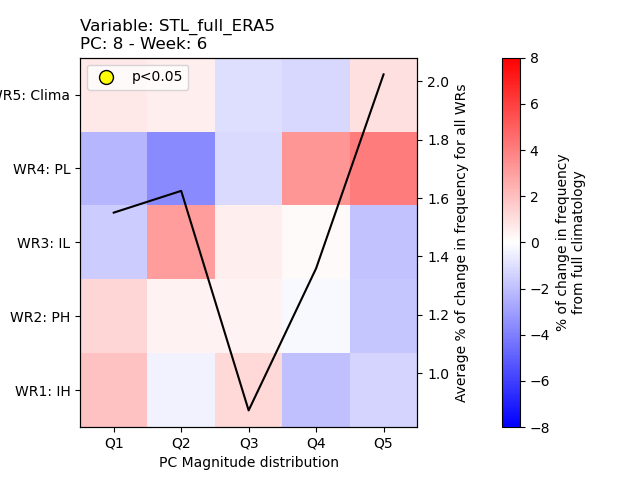 Variable: STL_full_ERA5
PC: 8 - Week: 6
p<0.05
WR5: Clima
WR4: PL
WR3: IL
WR2: PH
WR1: IH
Q1 Q2 Q3 Q4 Q5
PC Magnitude distribution
2.0
1.8
1.6
1.4
1.2
1.0
Average % of change in frequency for all WRs
8
6
4
2
0
−2
−4
−6
−8
% of change in frequency
from full climatology